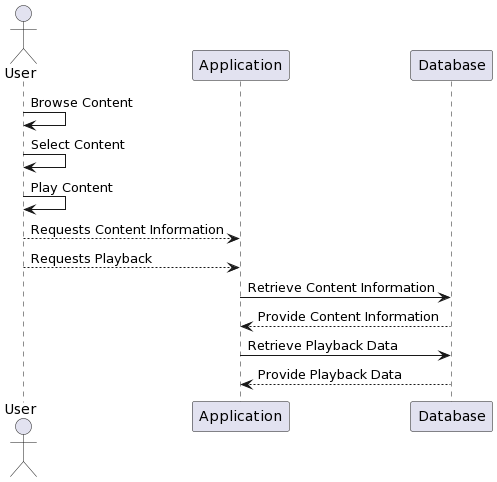 User
Application
Database
Browse Content
Select Content
Play Content
Requests Content Information
Requests Playback
Retrieve Content Information
Provide Content Information
Retrieve Playback Data
Provide Playback Data
User
Application
Database